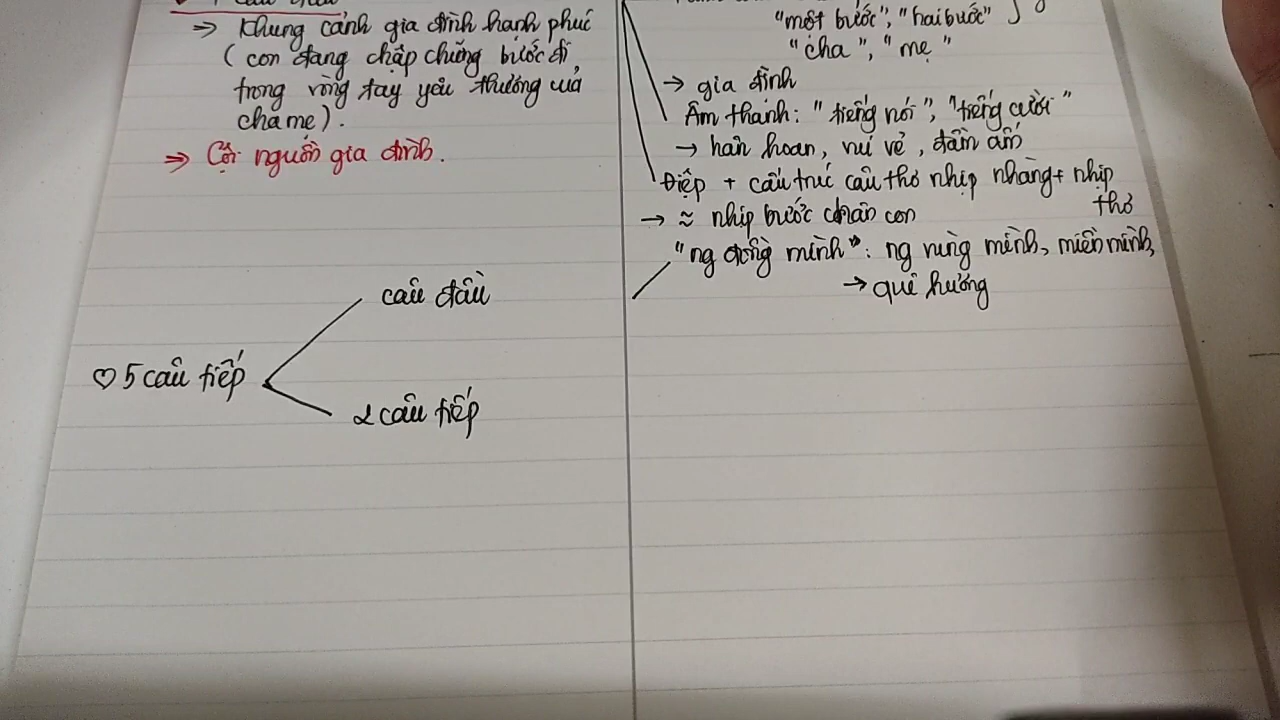 ⇒ Khung cảnh gia đình hạnh phúc
( con đang chập chững bước đi
trong vòng tay yêu thương của
cha mẹ ).
⇒ Cội nguồn gia đình.
câu đầu
♡ 5 câu tiếp
2 câu tiếp
"một bước", "hai bước"
"cha", "mẹ"
→ gia đình
Âm thanh: "tiếng nói", "tiếng cười"
→ hân hoan, vui vẻ, đầm ấm
Điệp + cấu trúc câu thơ nhịp nhàng + nhịp
thơ
→ ≈ nhịp bước chân con
"ng đồng mình": ng vùng mình, miền mình,
→ quê hương